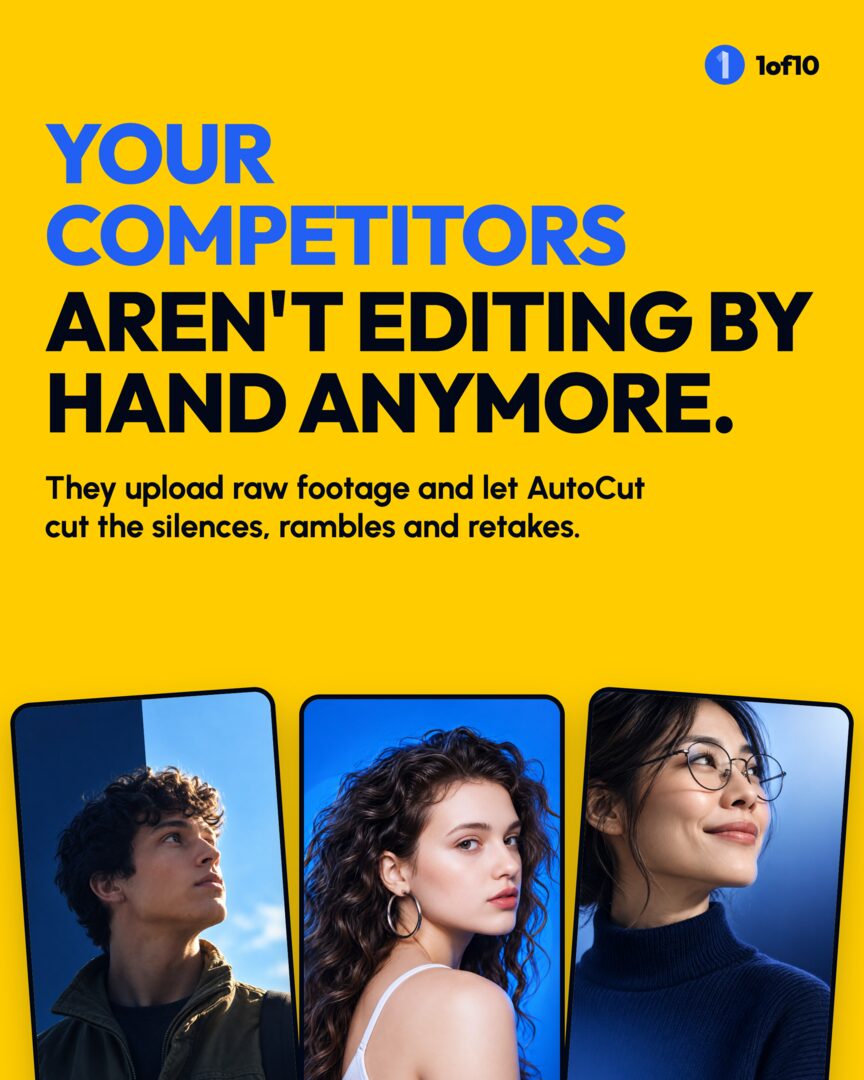 1of10
YOUR
COMPETITORS
AREN'T EDITING BY
HAND ANYMORE.
They upload raw footage and let AutoCut
cut the silences, rambles and retakes.